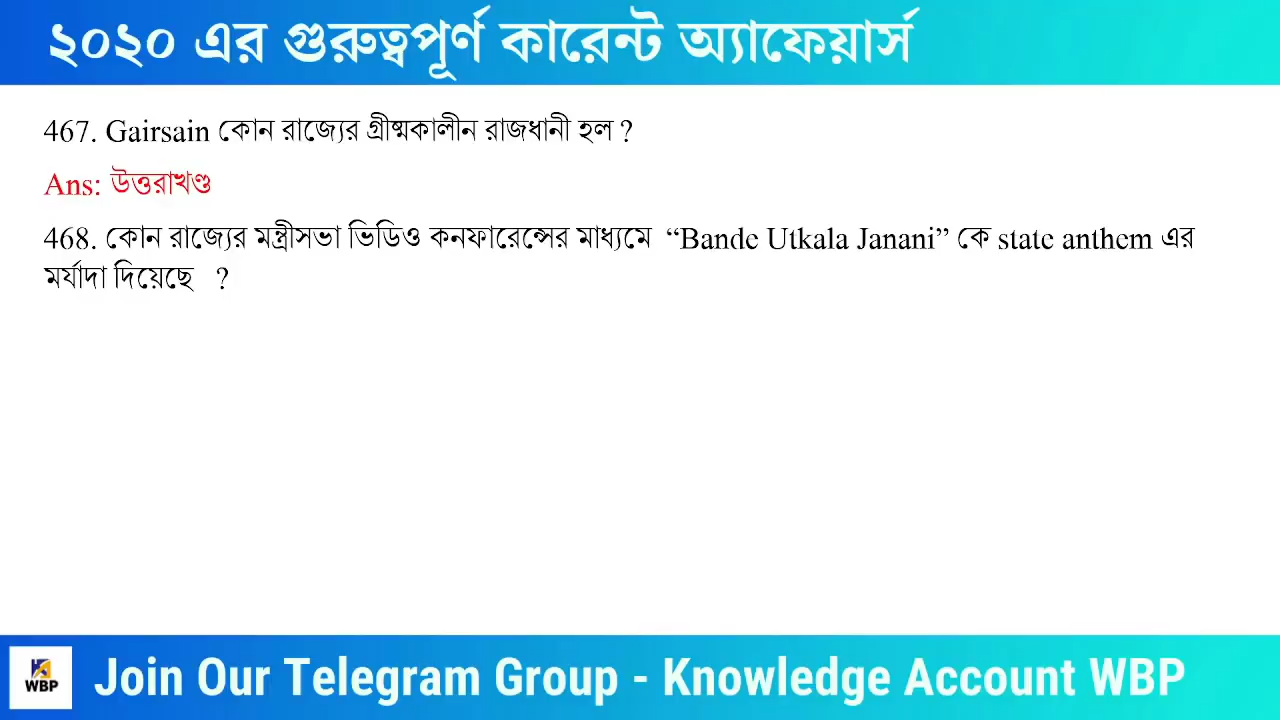 ২০২০ এর গুরুত্বপূর্ণ কারেন্ট অ্যাফেয়ার্স
467. Gairsain কোন রাজ্যের গ্রীষ্মকালীন রাজধানী হল ?
Ans: উত্তরাখণ্ড
468. কোন রাজ্যের মন্ত্রীসভা ভিডিও কনফারেন্সের মাধ্যমে “Bande Utkala Janani” কে state anthem এর
মর্যাদা দিয়েছে ?
WBP
Join Our Telegram Group - Knowledge Account WBP